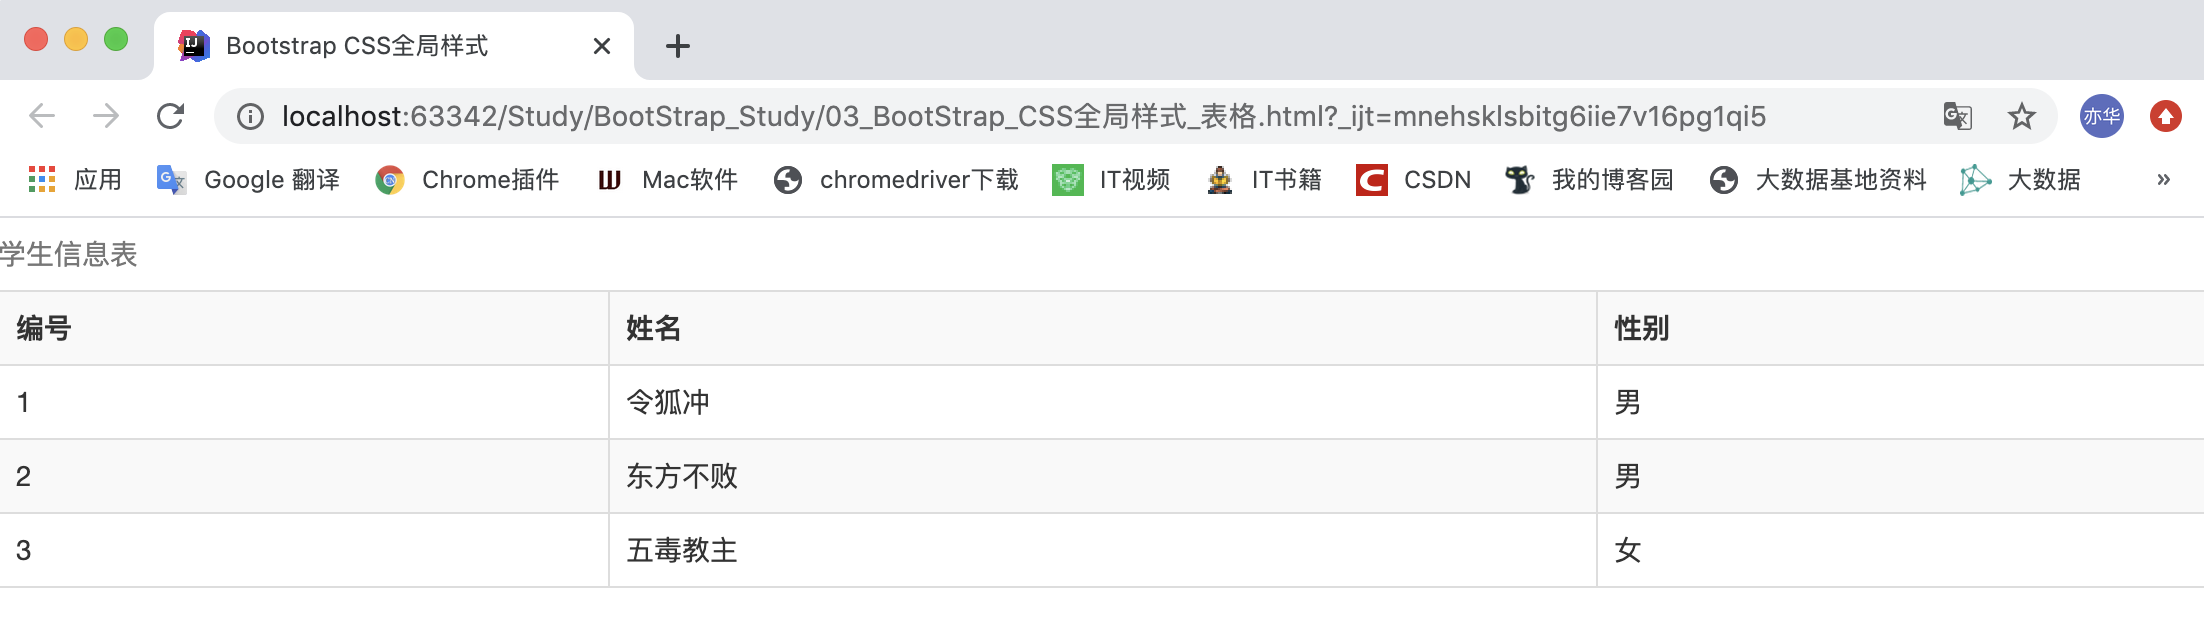 Bootstrap CSS全局样式
localhost:63342/Study/BootStrap_Study/03_BootStrap_CSS全局样式_表格.html?_ijt=mnehsklsbitg6iie7v16pg1qi5 亦华
应用 Google 翻译 Chrome插件 Mac软件 chromedriver下载 IT视频 IT书籍 CSDN 我的博客园 大数据基地资料 大数据 »
学生信息表
编号 姓名 性别
1 令狐冲 男
2 东方不败 男
3 五毒教主 女